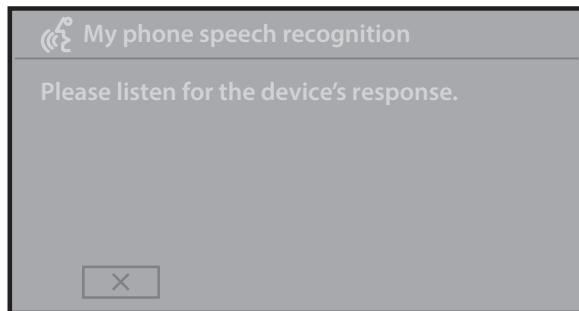 My phone speech recognition
Please listen for the device’s response.